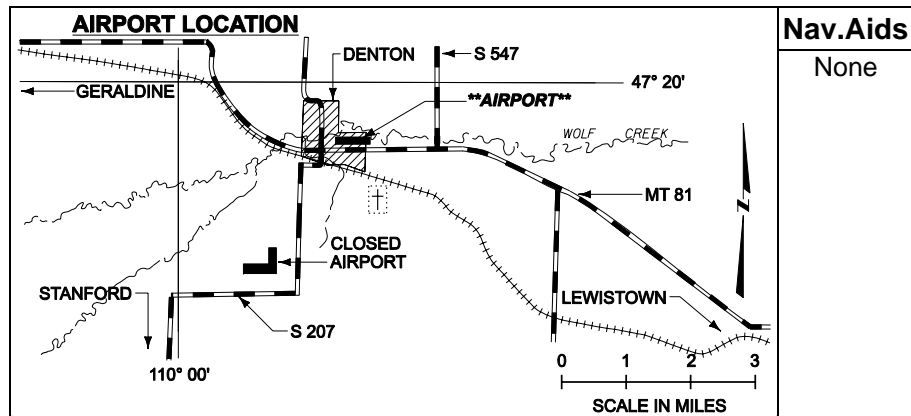 AIRPORT LOCATION
Nav.Aids
None
DENTON
S 547
47° 20'
GERALDINE
**AIRPORT**
WOLF CREEK
MT 81
CLOSED
AIRPORT
STANFORD
LEWISTOWN
S 207
110° 00'
N
0 1 2 3
SCALE IN MILES